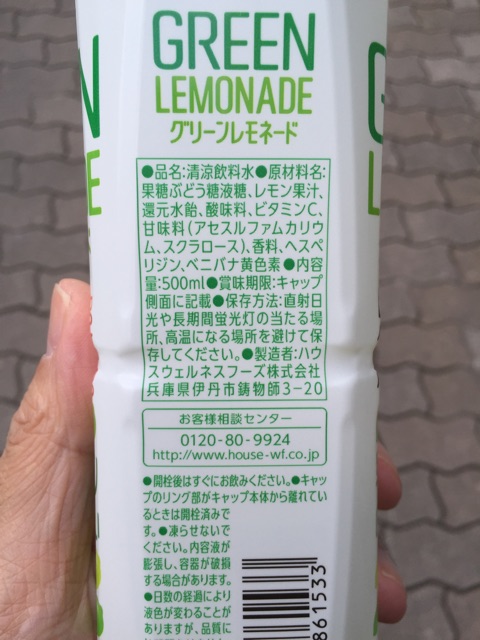 GREEN
LEMONADE
グリーンレモネード
●品名:清涼飲料水●原材料名:
果糖ぶどう糖液糖、レモン果汁、
還元水飴、酸味料、ビタミンC、
甘味料(アセスルファムカリウ
ム、スクラロース)、香料、ヘスペ
リジン、ベニバナ黄色素●内容
量:500ml●賞味期限:キャップ
側面に記載●保存方法:直射日
光や長期間蛍光灯の当たる場
所、高温になる場所を避けて保
存してください。●製造者:ハウ
スウェルネスフーズ株式会社
兵庫県伊丹市鋳物師3-20
お客様相談センター
0120-80-9924
http://www.house-wf.co.jp
●開栓後はすぐにお飲みください。●キャッ
プのリング部がキャップ本体から離れてい
るときは開栓済みで
す。●凍らせないで
ください。内容液が
膨張し、容器が破損
する場合があります。
●日数の経過により
液色が変わることが
ありますが、品質に
861533